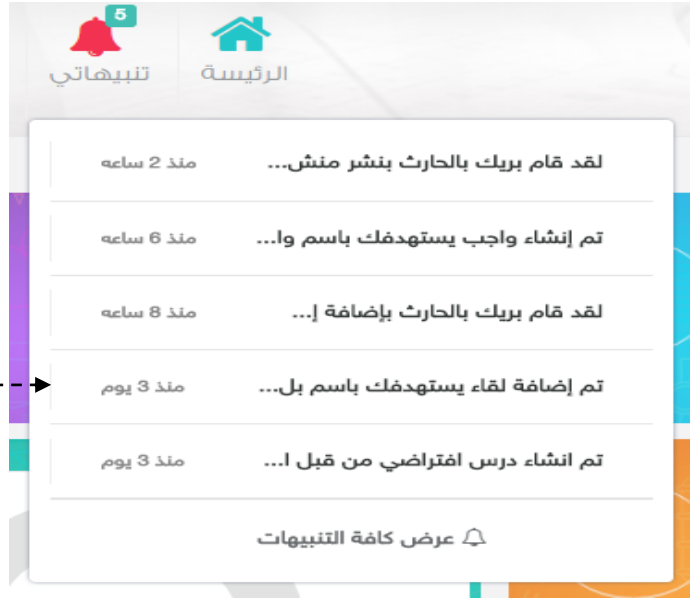 5
الرئيسة
تنبيهاتي
لقد قام بريك بالحارث بنشر منش... منذ 2 ساعه
تم إنشاء واجب يستهدفك باسم وا... منذ 6 ساعه
لقد قام بريك بالحارث بإضافة إ... منذ 8 ساعه
تم إضافة لقاء يستهدفك باسم بل... منذ 3 يوم
تم انشاء درس افتراضي من قبل ا... منذ 3 يوم
عرض كافة التنبيهات